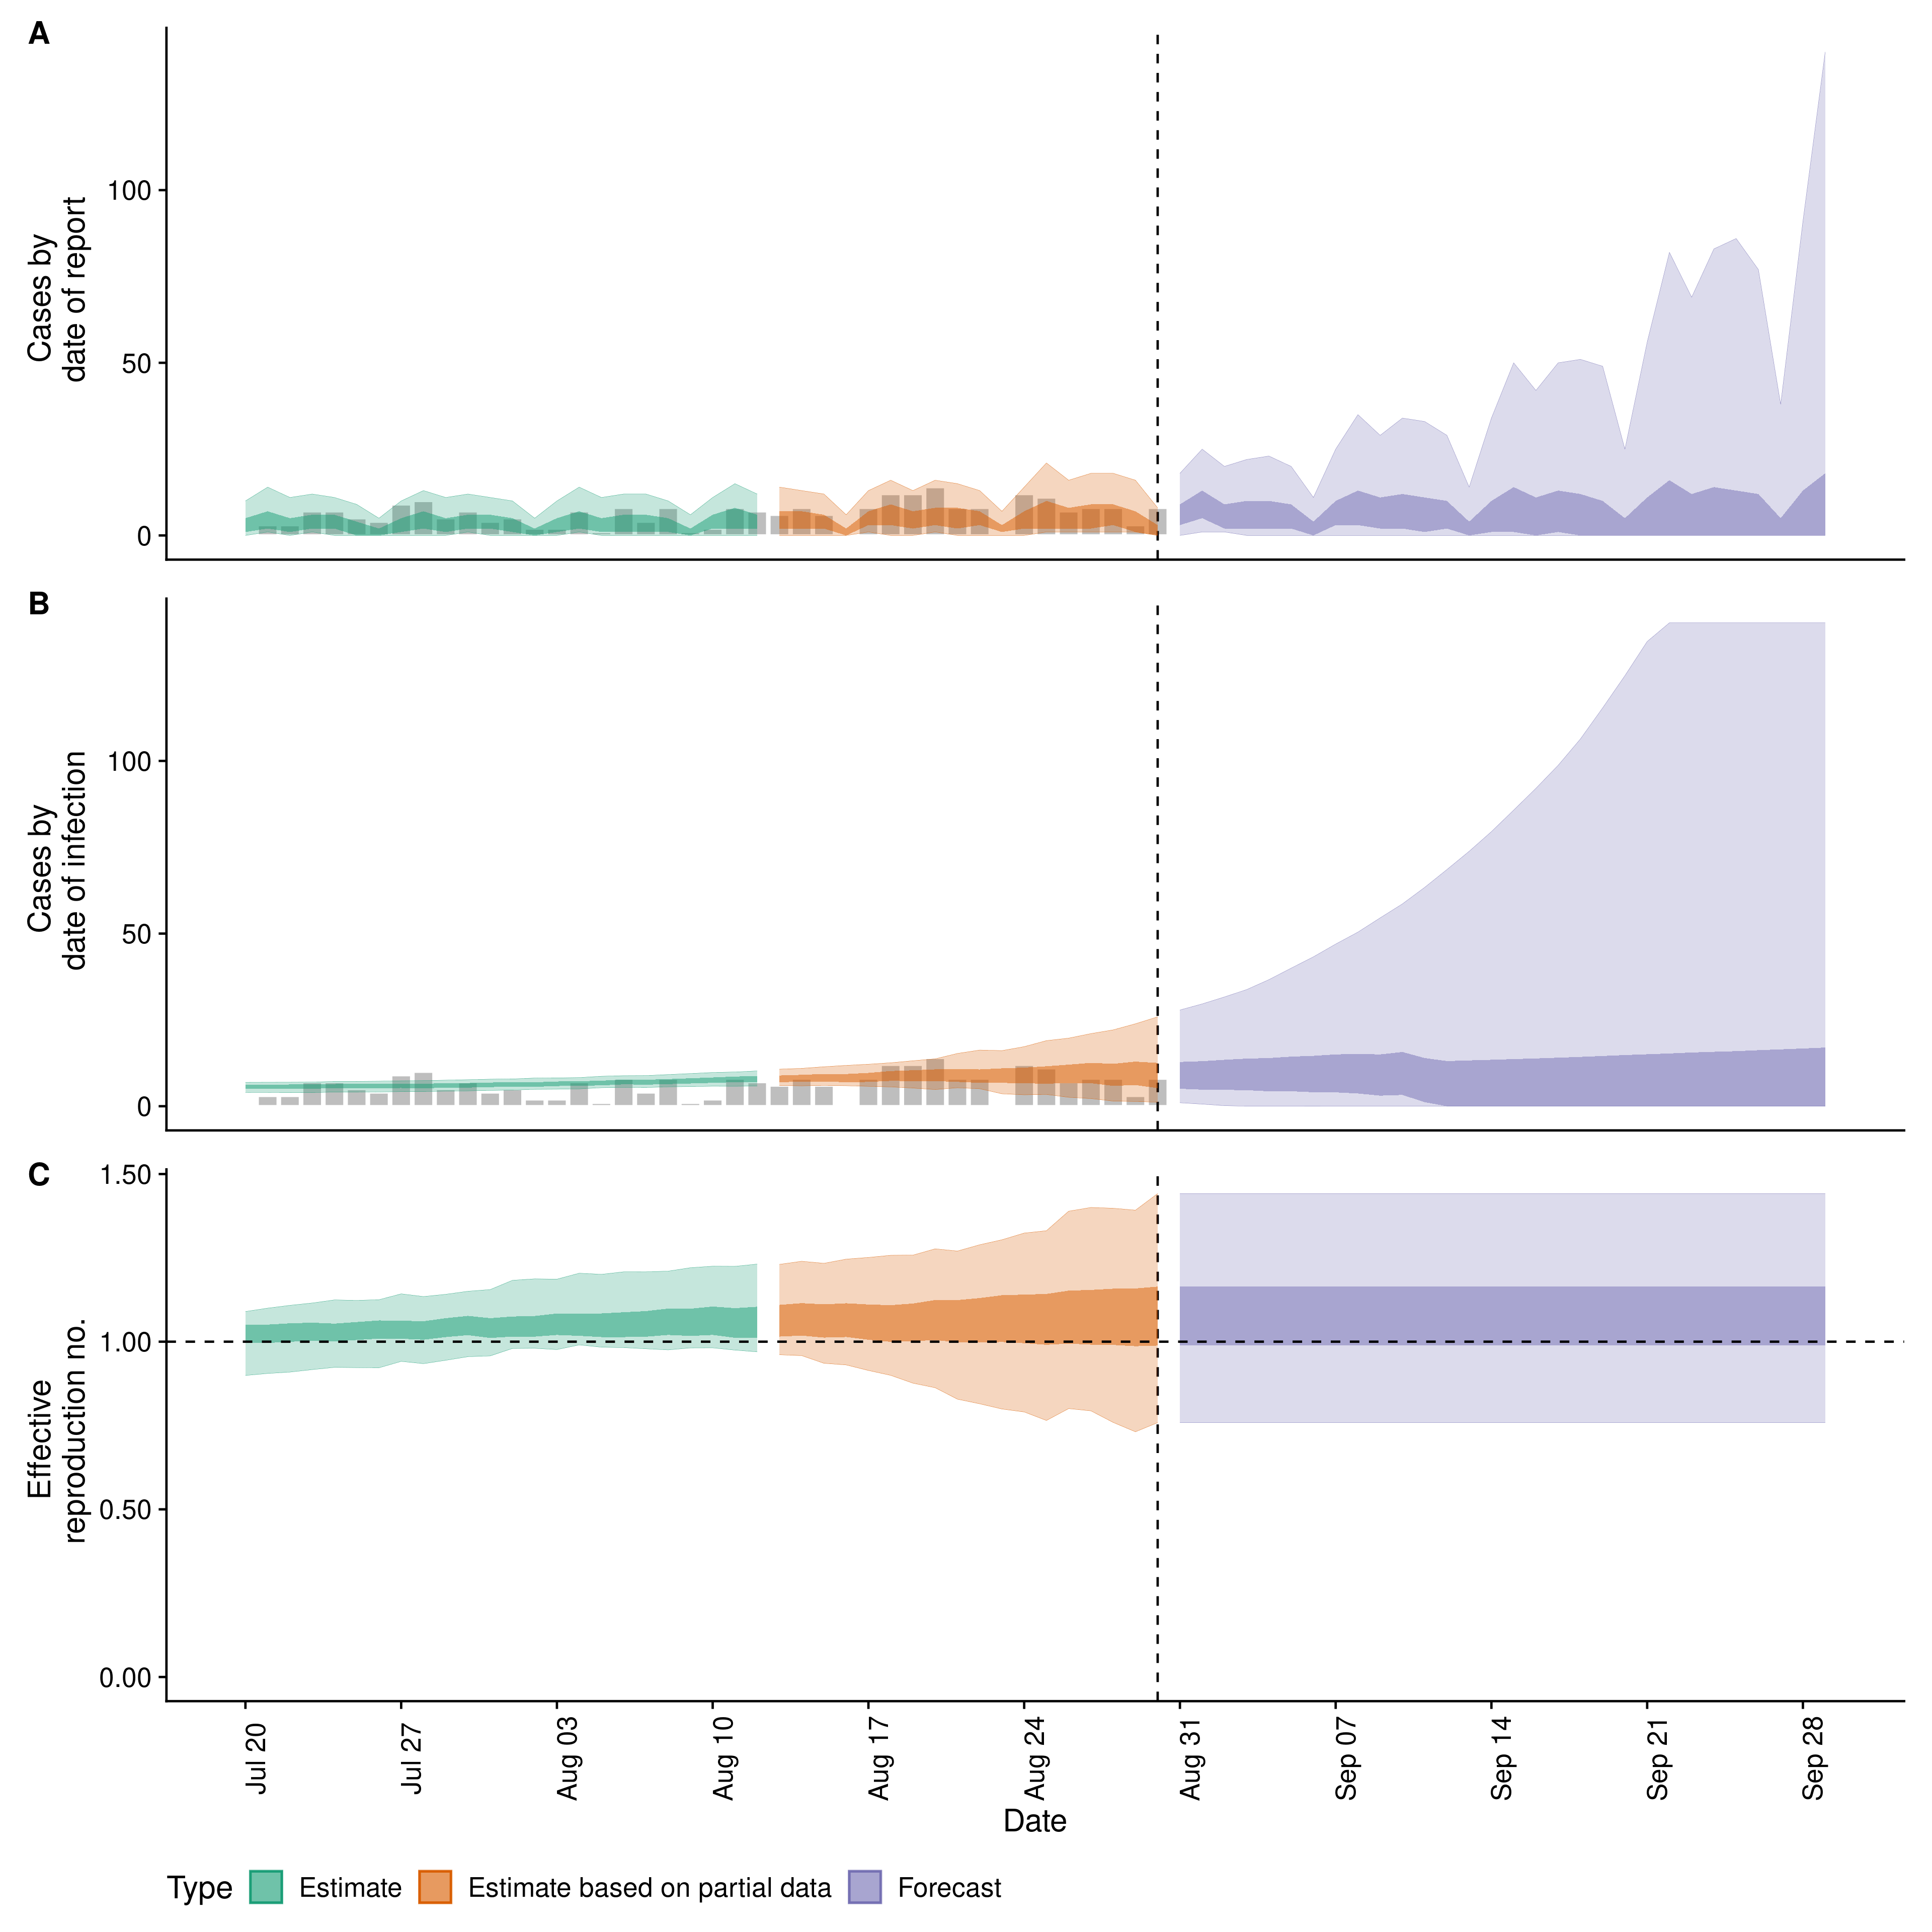 A
Cases by
date of report
100
50
0
B
Cases by
date of infection
100
50
0
C
Effective
reproduction no.
1.50
1.00
0.50
0.00
Jul 20
Jul 27
Aug 03
Aug 10
Aug 17
Aug 24
Aug 31
Sep 07
Sep 14
Sep 21
Sep 28
Date
Type Estimate Estimate based on partial data Forecast